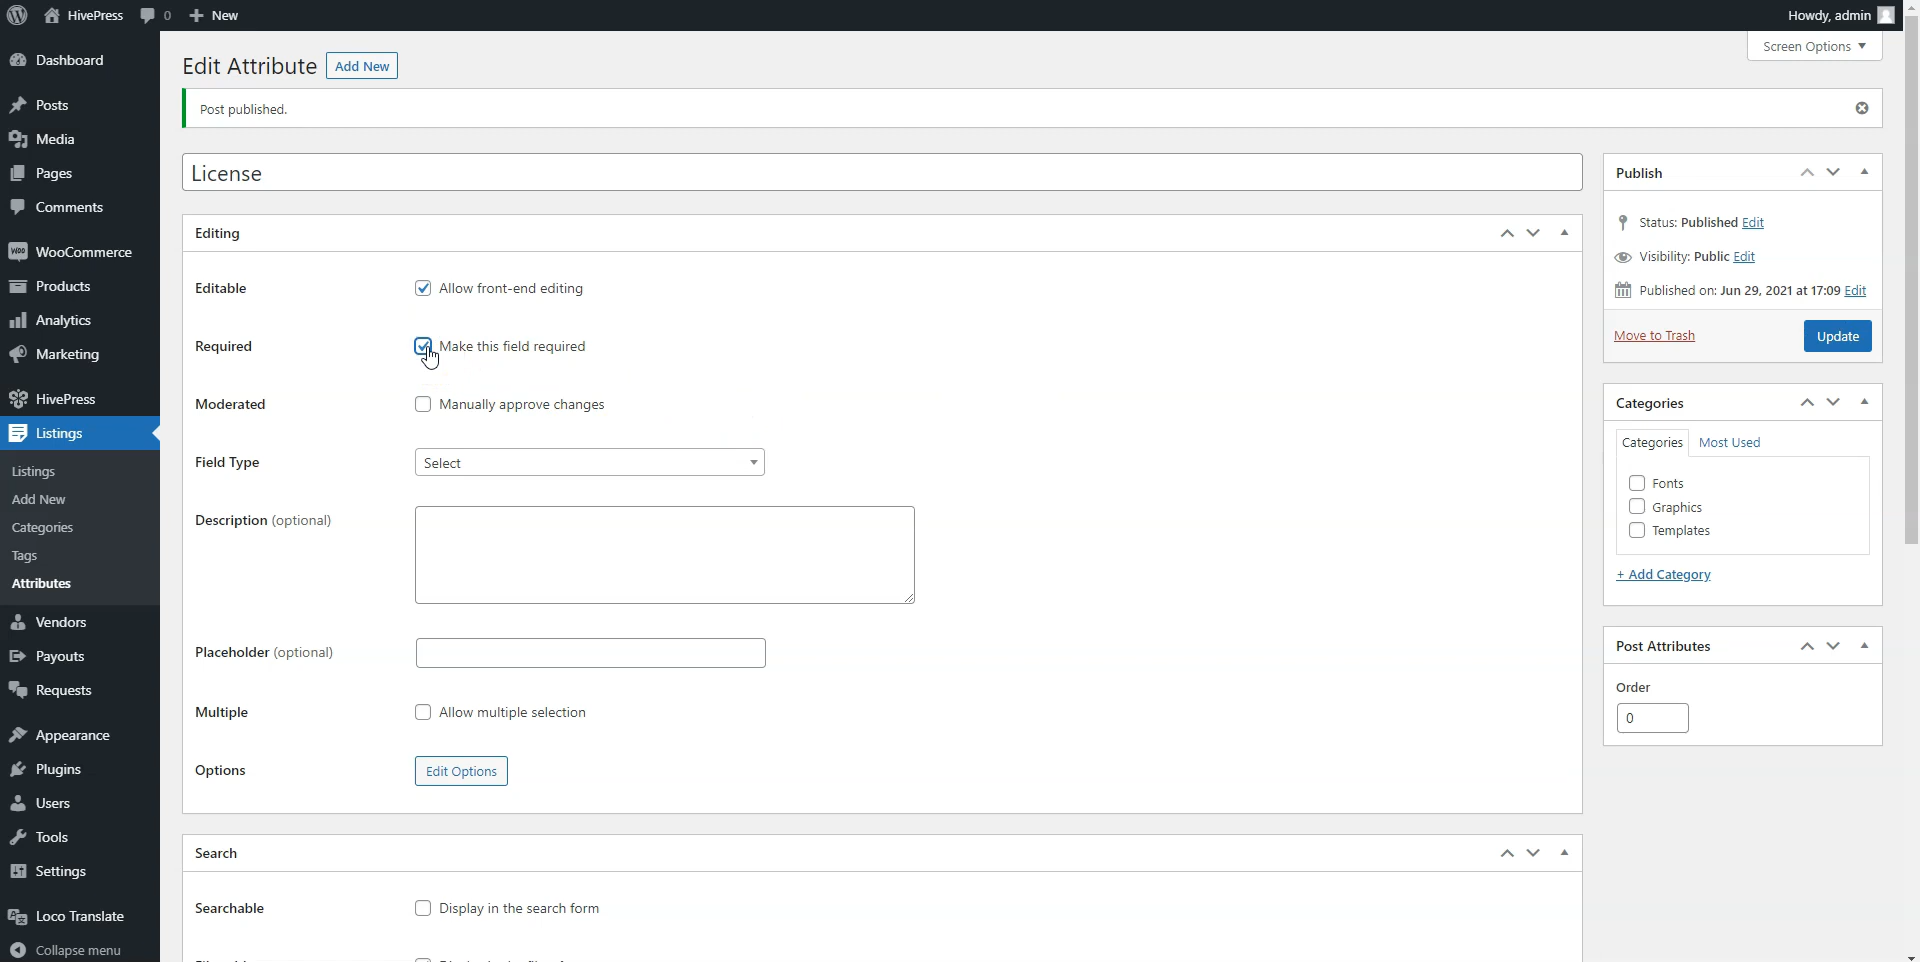 HivePress 0 New Howdy, admin
Screen Options
Dashboard
Posts
Media
Pages
Comments
WooCommerce
Products
Analytics
Marketing
HivePress
Listings
Listings
Add New
Categories
Tags
Attributes
Vendors
Payouts
Requests
Appearance
Plugins
Users
Tools
Settings
Loco Translate
Collapse menu
Edit Attribute Add New
Post published.
License
Editing
Editable Allow front-end editing
Required Make this field required
Moderated Manually approve changes
Field Type Select
Description (optional)
Placeholder (optional)
Multiple Allow multiple selection
Options Edit Options
Search
Searchable Display in the search form
Publish
Status: Published Edit
Visibility: Public Edit
Published on: Jun 29, 2021 at 17:09 Edit
Move to Trash Update
Categories
Categories Most Used
Fonts
Graphics
Templates
+ Add Category
Post Attributes
Order
0